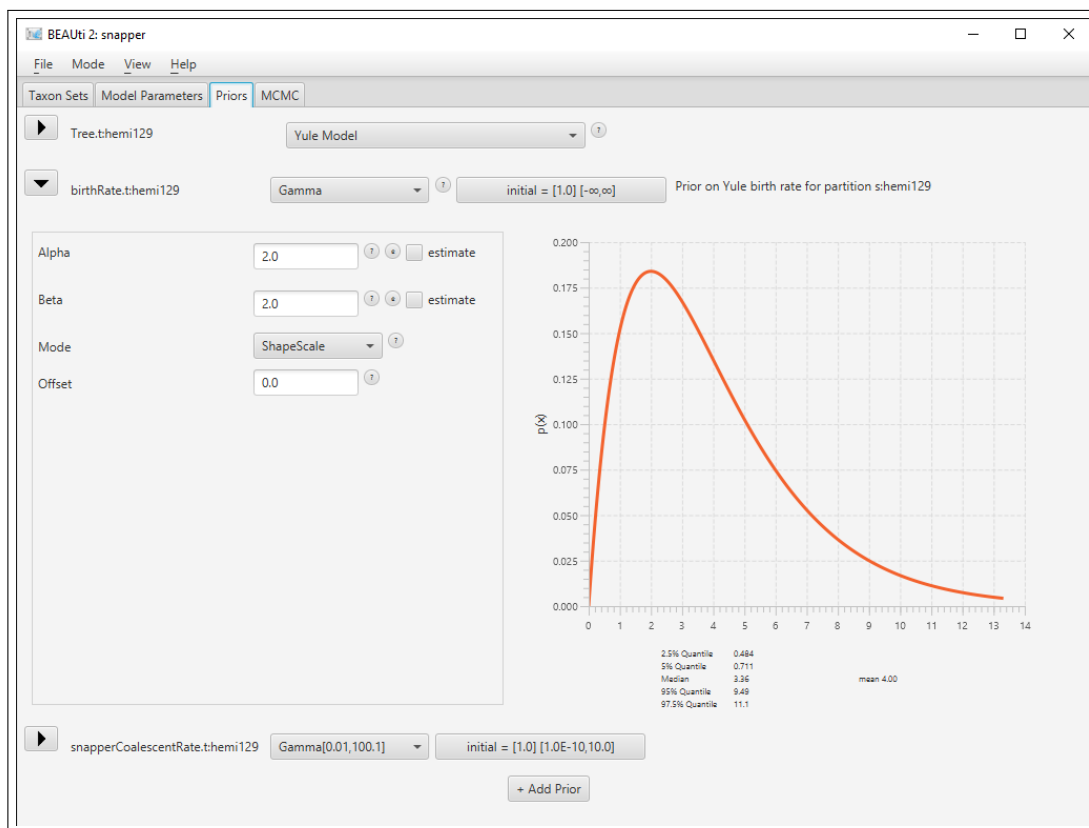 BEAUti 2: snapper
File Mode View Help
Taxon Sets Model Parameters Priors MCMC
Tree.t:hemi129 Yule Model ?
birthRate.t:hemi129 Gamma ? initial = [1.0] [-∞,∞] Prior on Yule birth rate for partition s:hemi129
Alpha 2.0 ? e estimate
Beta 2.0 ? e estimate
Mode ShapeScale ?
Offset 0.0 ?
0.200
0.175
0.150
0.125
0.100
0.075
0.050
0.025
0.000
p(x)
0 1 2 3 4 5 6 7 8 9 10 11 12 13 14
2.5% Quantile 0.484
5% Quantile 0.711
Median 3.36 mean 4.00
95% Quantile 9.49
97.5% Quantile 11.1
snapperCoalescentRate.t:hemi129 Gamma[0.01,100.1] initial = [1.0] [1.0E-10,10.0]
+ Add Prior